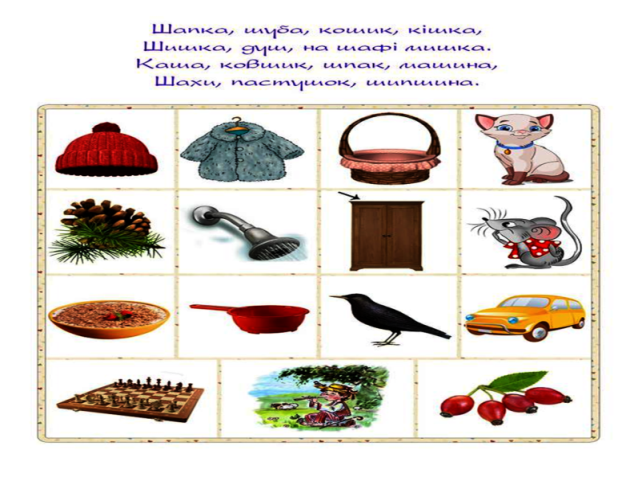 Шапка, шуба, кошик, кішка,
Шишка, душ, на шафі мишка.
Каша, ковшик, шпак, машина,
Шахи, пастушок, шипшина.